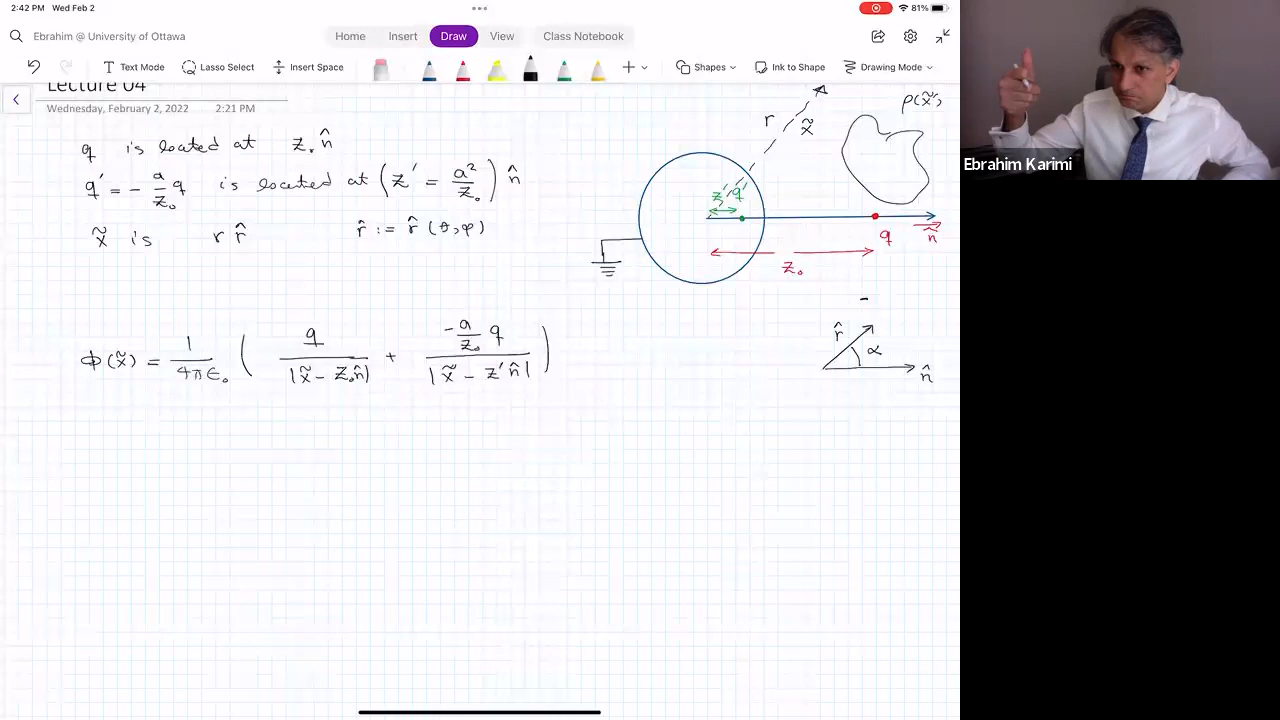 2:42 PM Wed Feb 2
81%
Ebrahim @ University of Ottawa
Home Insert Draw View Class Notebook
Text Mode Lasso Select Insert Space Shapes Ink to Shape Drawing Mode
Lecture 04
Wednesday, February 2, 2022 2:21 PM
q is located at z₀ n̂
q = - a/z₀ q is located at (z' = a²/z₀) n̂
x̃ is r r̂ r̂ := r̂ (θ,φ)
Φ(x̃) = 1/4πε₀ ( q/|x̃ - z₀n̂| + -a/z₀ q/|x̃ - z'n̂| )
r
x̃
ρ(x̃')
z' q'
q
n̂
z₀
r̂
α
n̂
Ebrahim Karimi